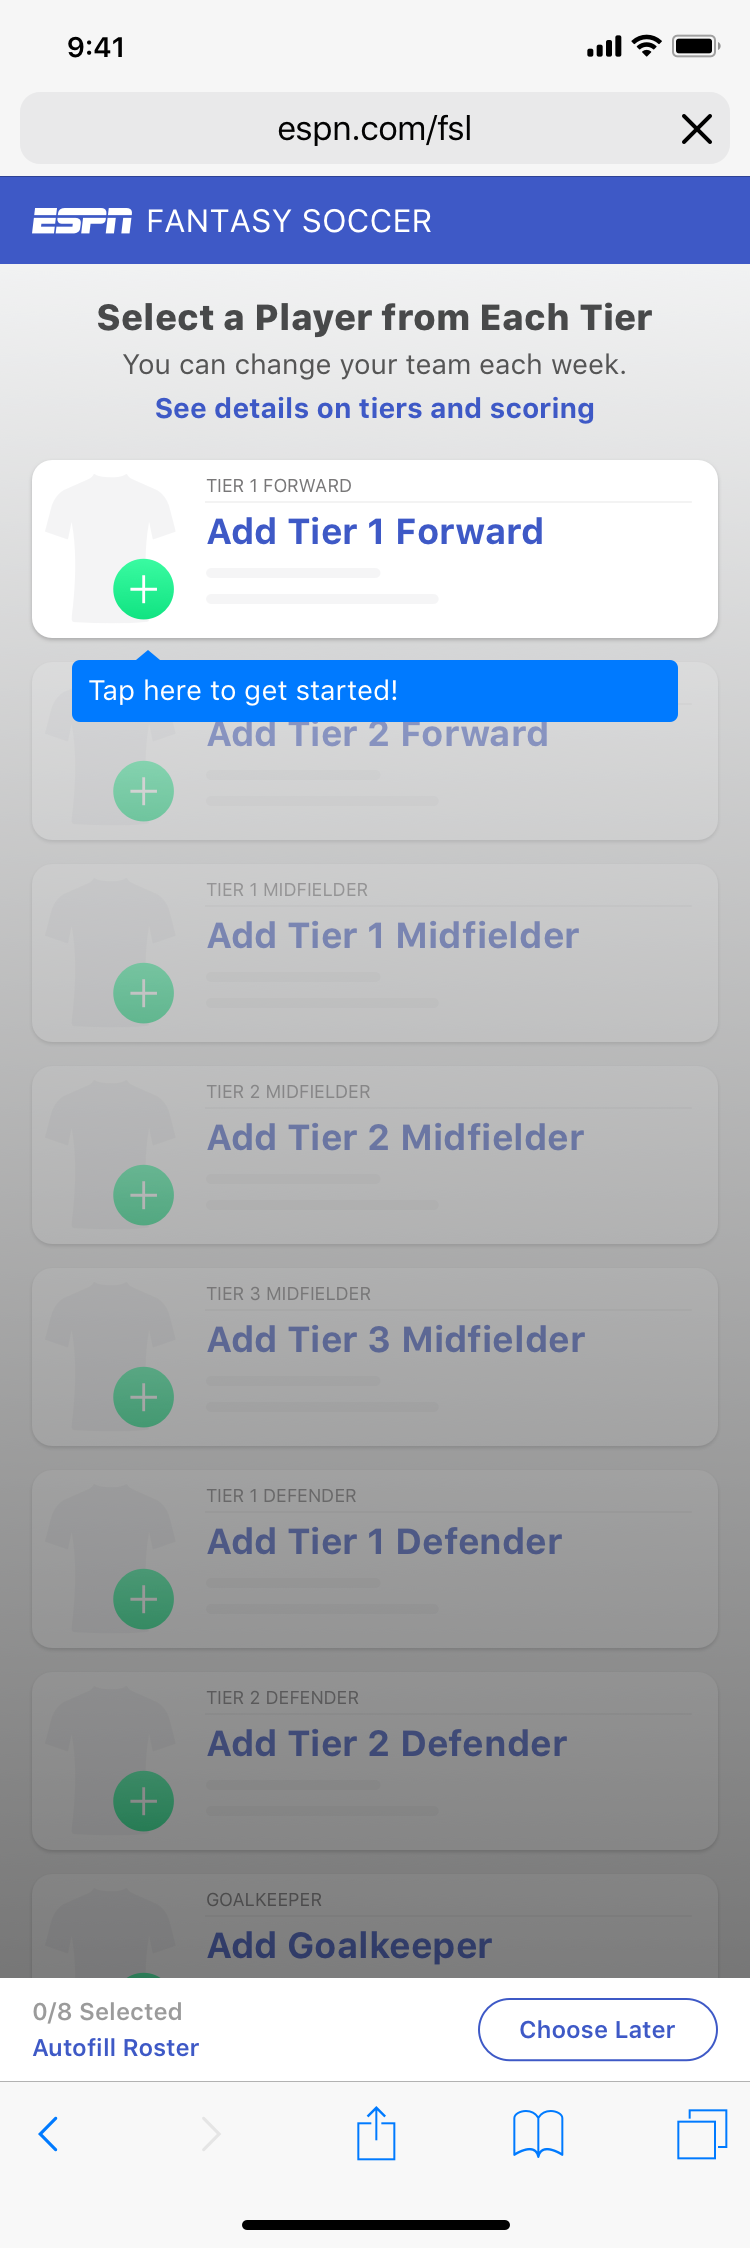 9:41
espn.com/fsl
ESPN FANTASY SOCCER
Select a Player from Each Tier
You can change your team each week.
See details on tiers and scoring
TIER 1 FORWARD
Add Tier 1 Forward
Tap here to get started!
Add Tier 2 Forward
TIER 1 MIDFIELDER
Add Tier 1 Midfielder
TIER 2 MIDFIELDER
Add Tier 2 Midfielder
TIER 3 MIDFIELDER
Add Tier 3 Midfielder
TIER 1 DEFENDER
Add Tier 1 Defender
TIER 2 DEFENDER
Add Tier 2 Defender
GOALKEEPER
Add Goalkeeper
0/8 Selected
Autofill Roster
Choose Later